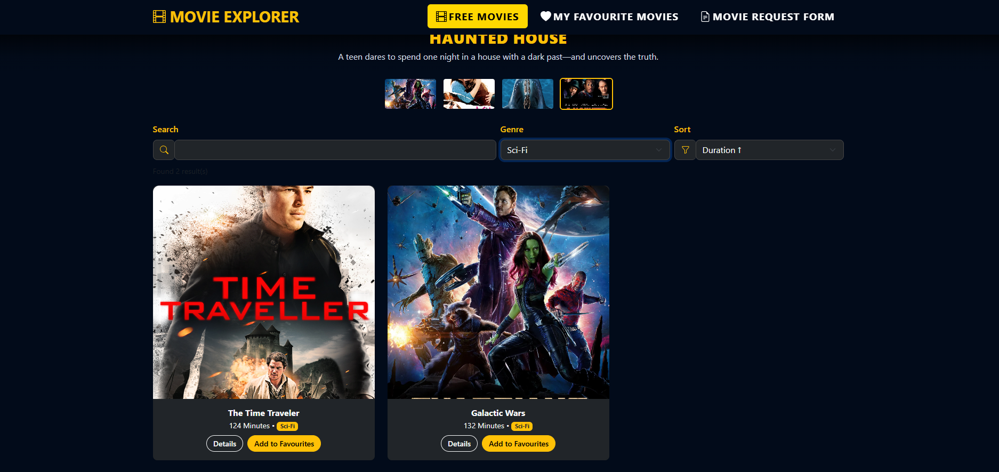 MOVIE EXPLORER
FREE MOVIES
MY FAVOURITE MOVIES
MOVIE REQUEST FORM
HAUNTED HOUSE
A teen dares to spend one night in a house with a dark past—and uncovers the truth.
Search
Genre
Sort
Sci-Fi
Duration ↑
Found 2 result(s)
TIME
TRAVELLER
The Time Traveler
124 Minutes • Sci-Fi
Details
Add to Favourites
Galactic Wars
132 Minutes • Sci-Fi
Details
Add to Favourites